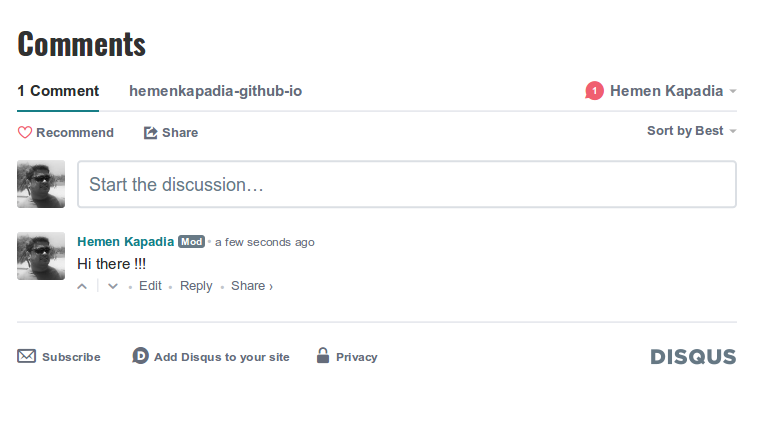 Comments
1 Comment hemenkapadia-github-io 1 Hemen Kapadia
Recommend Share Sort by Best
Start the discussion…
Hemen Kapadia Mod • a few seconds ago
Hi there !!!
• Edit • Reply • Share ›
Subscribe D Add Disqus to your site Privacy DISQUS